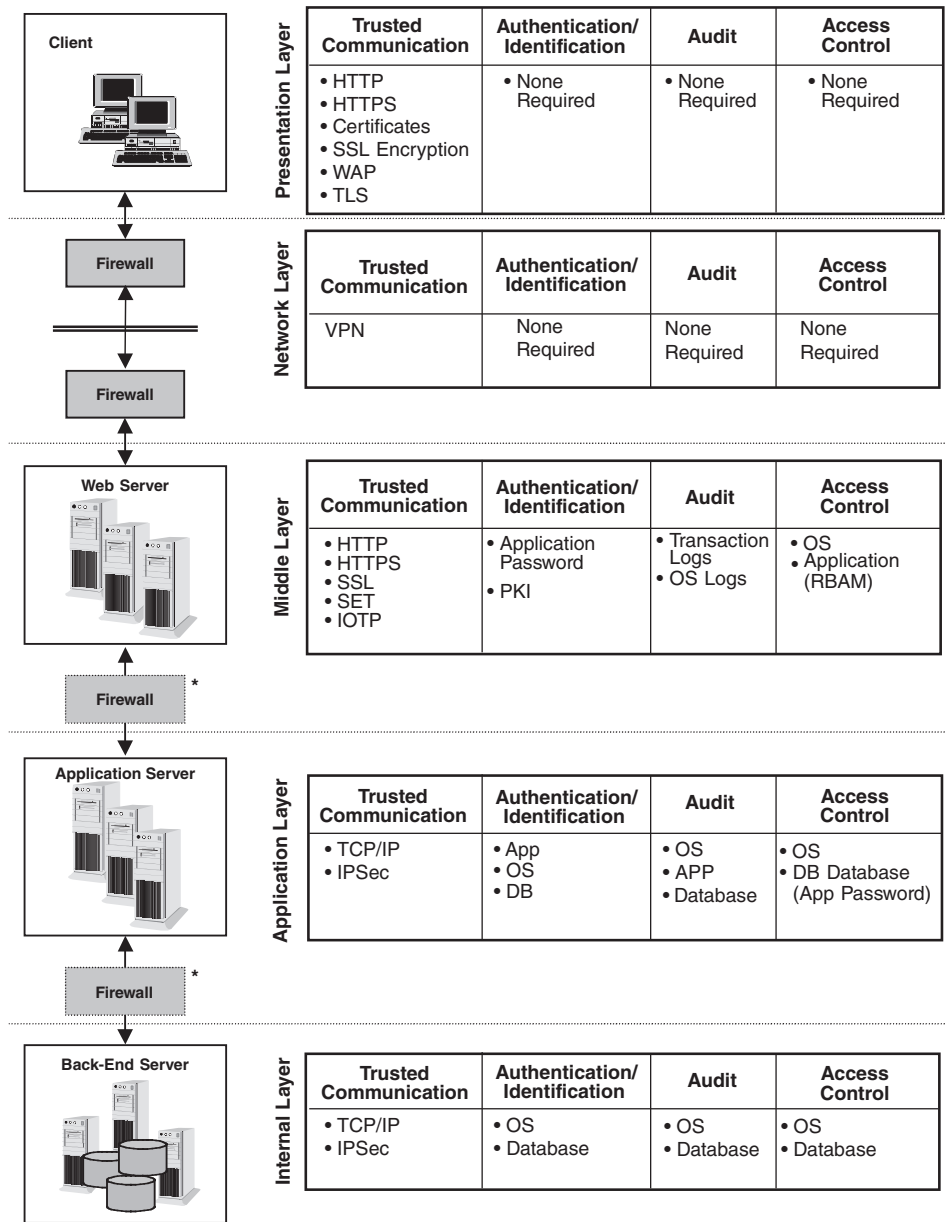 Client
Presentation Layer
Trusted Communication
Authentication/ Identification
Audit
Access Control
• HTTP
• HTTPS
• Certificates
• SSL Encryption
• WAP
• TLS
• None Required
• None Required
• None Required
Firewall
Firewall
Network Layer
Trusted Communication
Authentication/ Identification
Audit
Access Control
VPN
None Required
None Required
None Required
Web Server
Firewall
*
Middle Layer
Trusted Communication
Authentication/ Identification
Audit
Access Control
• HTTP
• HTTPS
• SSL
• SET
• IOTP
• Application Password
• PKI
• Transaction Logs
• OS Logs
• OS
• Application (RBAM)
Application Server
Firewall
*
Application Layer
Trusted Communication
Authentication/ Identification
Audit
Access Control
• TCP/IP
• IPSec
• App
• OS
• DB
• OS
• APP
• Database
• OS
• DB Database (App Password)
Back-End Server
Internal Layer
Trusted Communication
Authentication/ Identification
Audit
Access Control
• TCP/IP
• IPSec
• OS
• Database
• OS
• Database
• OS
• Database